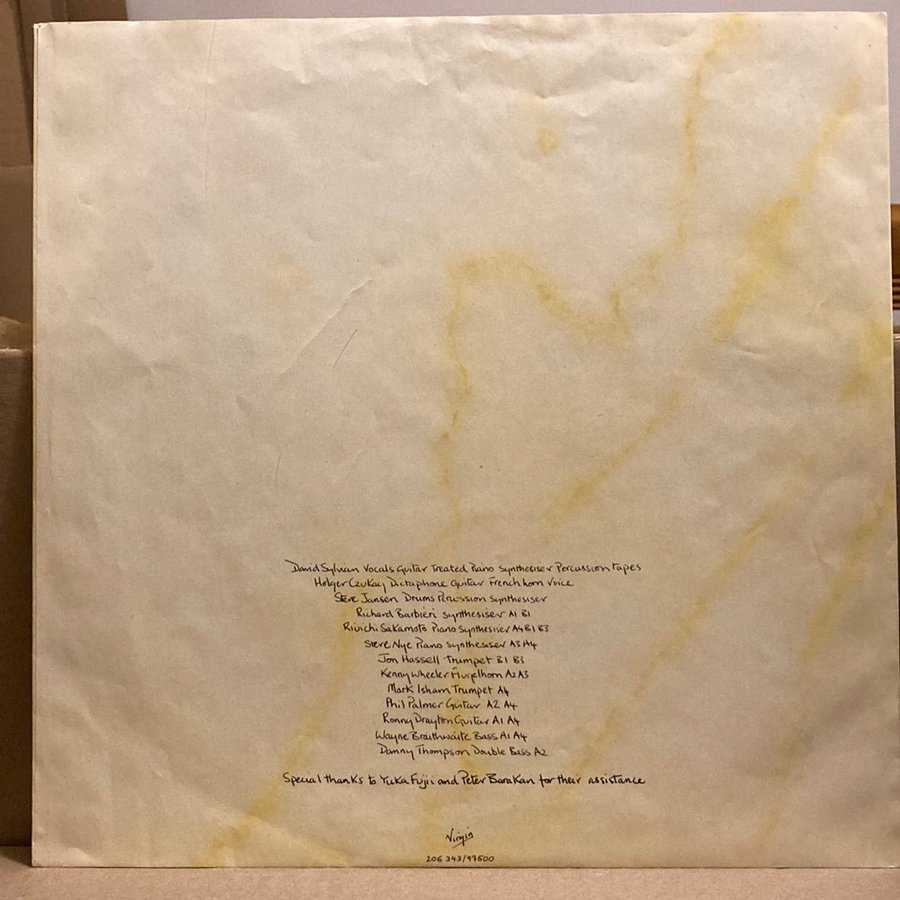 David Sylvian Vocals Guitar Treated Piano Synthesiser Percussion Tapes
Holger Czukay Dictaphone Guitar French horn Voice
Steve Jansen Drums Percussion Synthesiser
Richard Barbieri Synthesiser A1 B1
Riuichi Sakamoto Piano Synthesiser A4 B1 B3
Steve Nye Piano Synthesiser A3 A4
Jon Hassell Trumpet B1 B3
Kenny Wheeler Flugelhorn A2 A3
Mark Isham Trumpet A4
Phil Palmer Guitar A2 A4
Ronny Drayton Guitar A1 A4
Wayne Braithwaite Bass A1 A4
Danny Thompson Double Bass A2
Special thanks to Yuka Fujii and Peter Barakan for their assistance
Virgin
206 343/97500